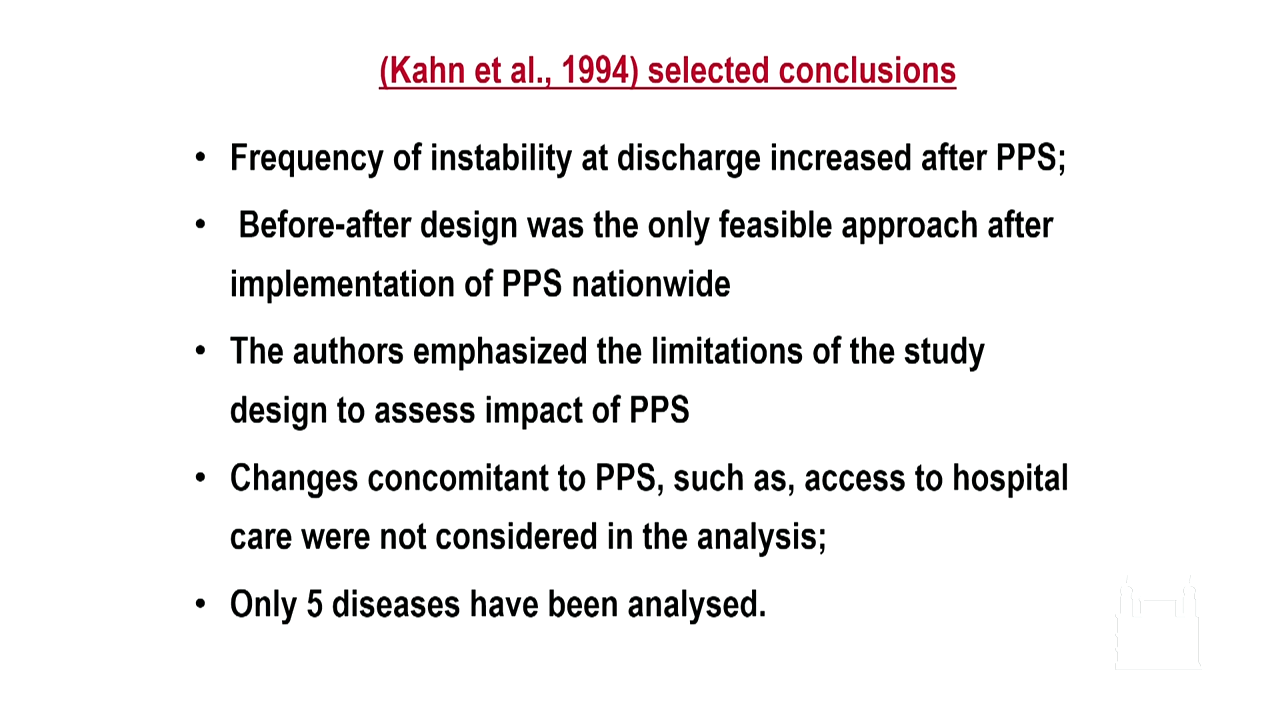 (Kahn et al., 1994) selected conclusions
• Frequency of instability at discharge increased after PPS;
• Before-after design was the only feasible approach after
implementation of PPS nationwide
• The authors emphasized the limitations of the study
design to assess impact of PPS
• Changes concomitant to PPS, such as, access to hospital
care were not considered in the analysis;
• Only 5 diseases have been analysed.